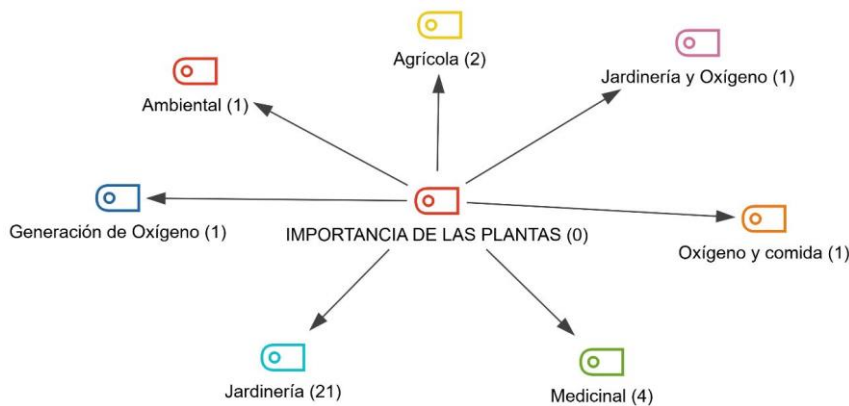 Agrícola (2)
Jardinería y Oxígeno (1)
Ambiental (1)
Generación de Oxígeno (1)
IMPORTANCIA DE LAS PLANTAS (0)
Oxígeno y comida (1)
Jardinería (21)
Medicinal (4)